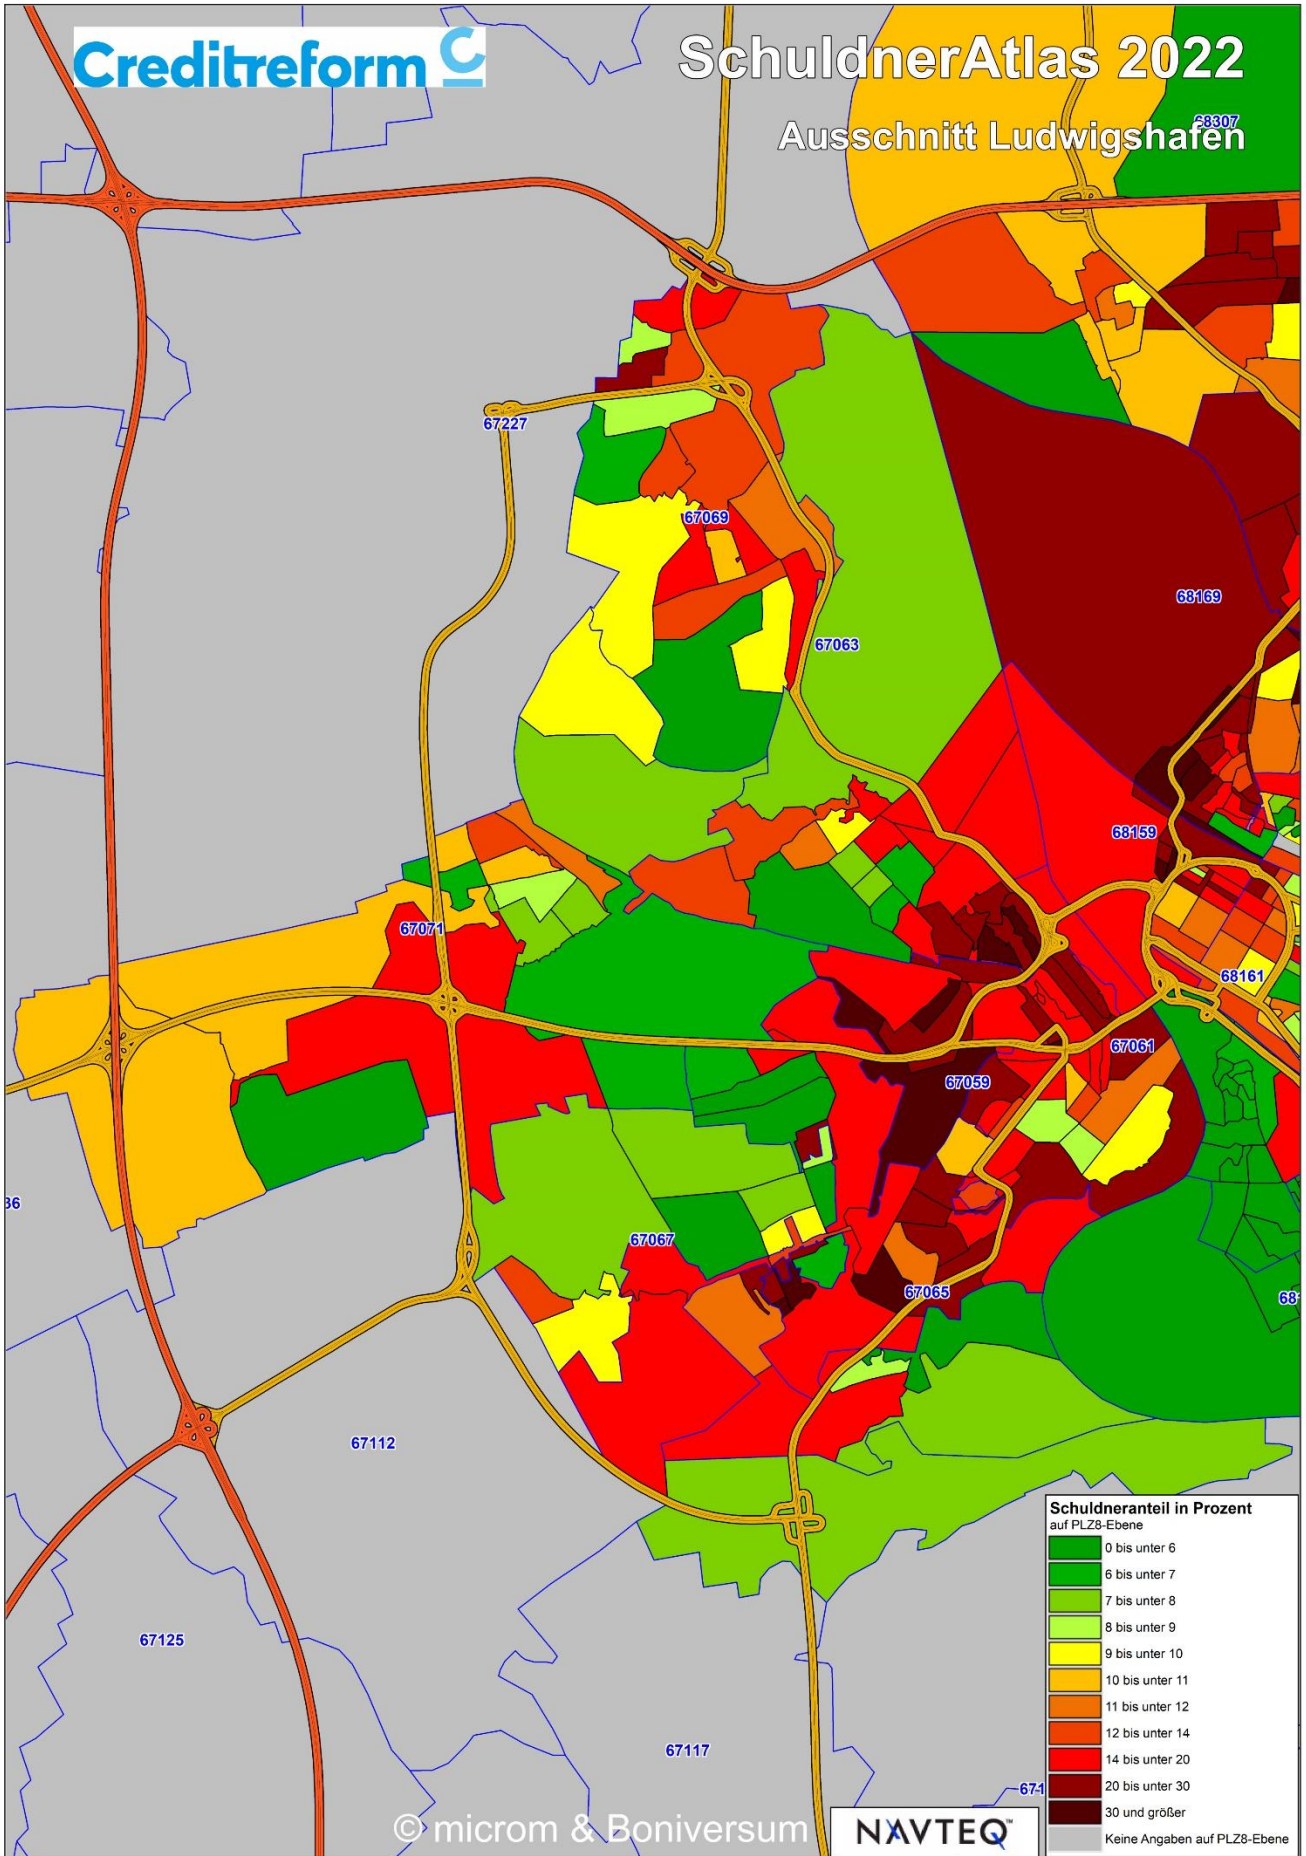 Creditreform C
SchuldnerAtlas 2022
Ausschnitt Ludwigshafen
68307
67227
67069
68169
67063
68159
67071
68161
67061
67059
36
67067
67065
68
67112
67125
67117
671
Schuldneranteil in Prozent
auf PLZ8-Ebene
0 bis unter 6
6 bis unter 7
7 bis unter 8
8 bis unter 9
9 bis unter 10
10 bis unter 11
11 bis unter 12
12 bis unter 14
14 bis unter 20
20 bis unter 30
30 und größer
Keine Angaben auf PLZ8-Ebene
© microm & Boniversum
NAVTEQ™